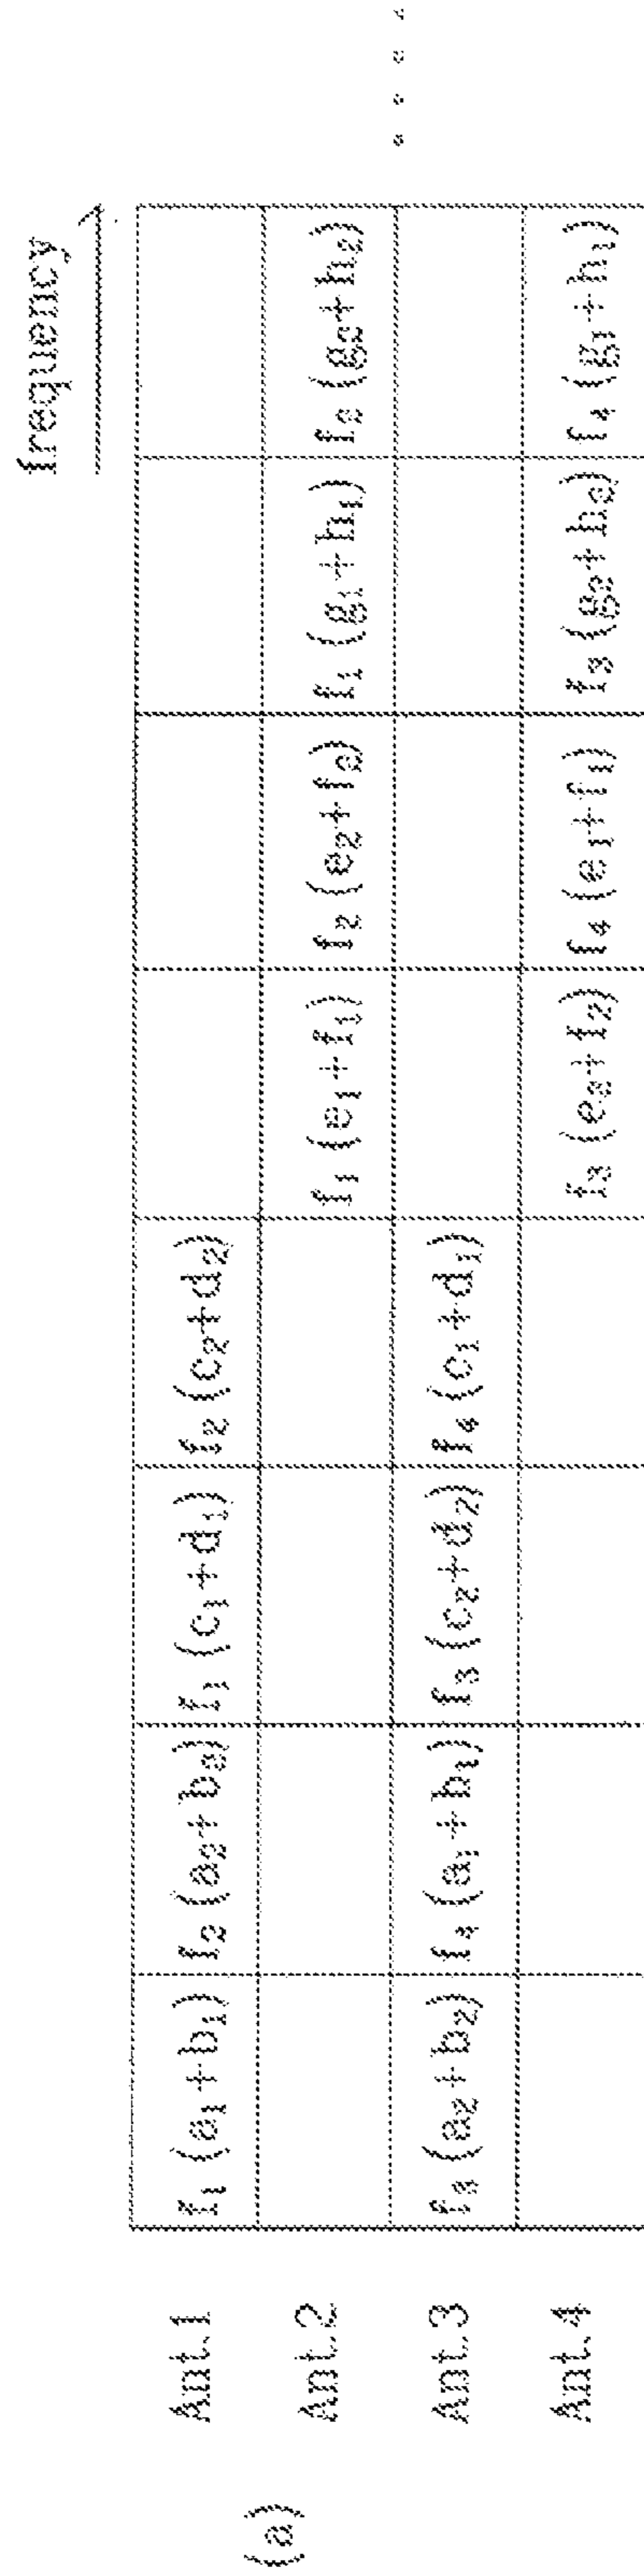 frequency
Ant.1 f₁(a₁+b₁) f₂(a₂+b₂) f₁(c₁+d₁) f₂(c₂+d₂)
Ant.2 f₁(e₁+f₁) f₂(e₂+f₂) f₁(g₁+h₁) f₂(g₂+h₂)
Ant.3 f₃(a₂+b₂) f₄(a₁+b₁) f₃(c₂+d₂) f₄(c₁+d₁)
Ant.4 f₃(e₂+f₂) f₄(e₁+f₁) f₃(g₂+h₂) f₄(g₁+h₁)
(a)